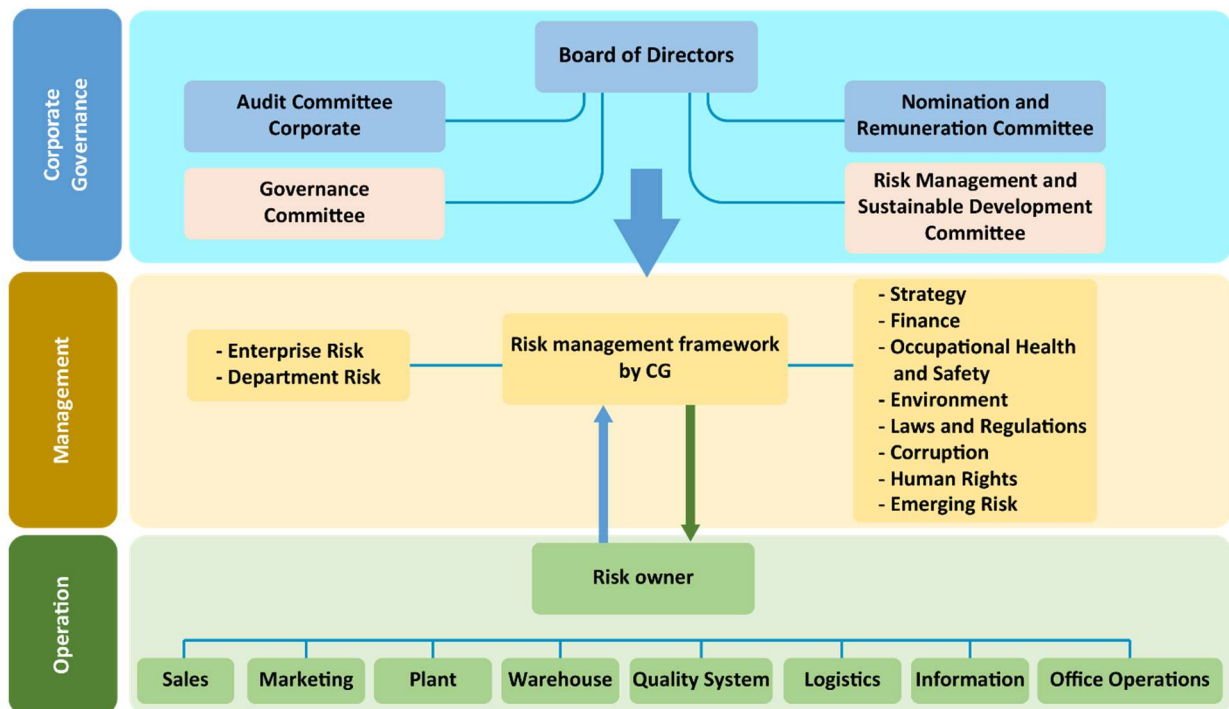 Corporate
Governance
Board of Directors
Audit Committee
Corporate
Nomination and
Remuneration Committee
Governance
Committee
Risk Management and
Sustainable Development
Committee
Management
- Enterprise Risk
- Department Risk
Risk management framework
by CG
- Strategy
- Finance
- Occupational Health
and Safety
- Environment
- Laws and Regulations
- Corruption
- Human Rights
- Emerging Risk
Operation
Risk owner
Sales
Marketing
Plant
Warehouse
Quality System
Logistics
Information
Office Operations